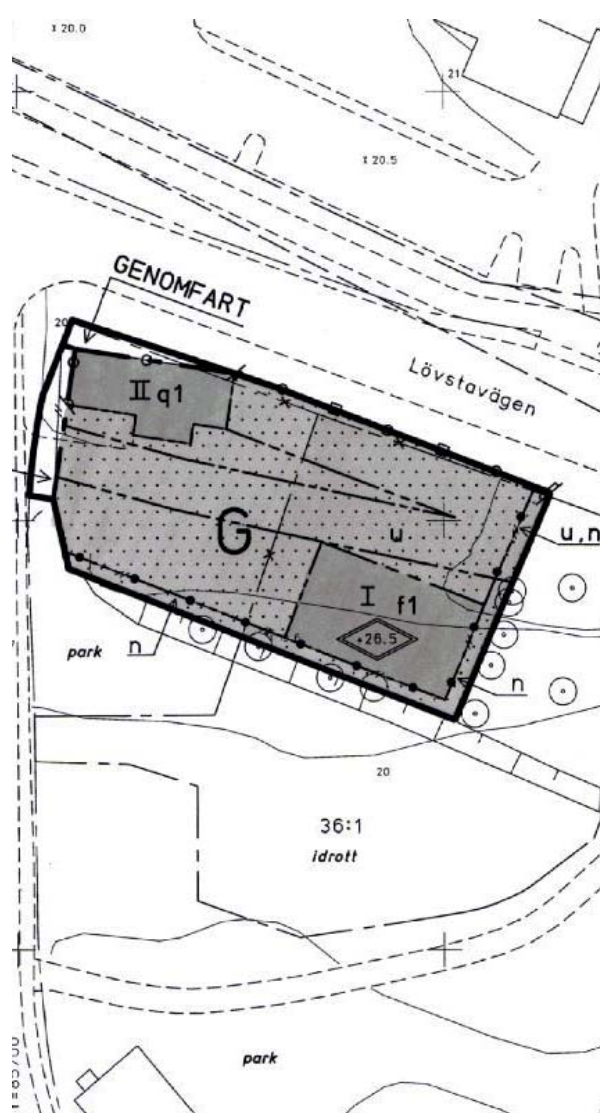 x 20.0
21
x 20.5
GENOMFART
20
Lövstavägen
II q1
G
u
u,n
I f1
+26.5
park
n
n
20
36:1
idrott
park